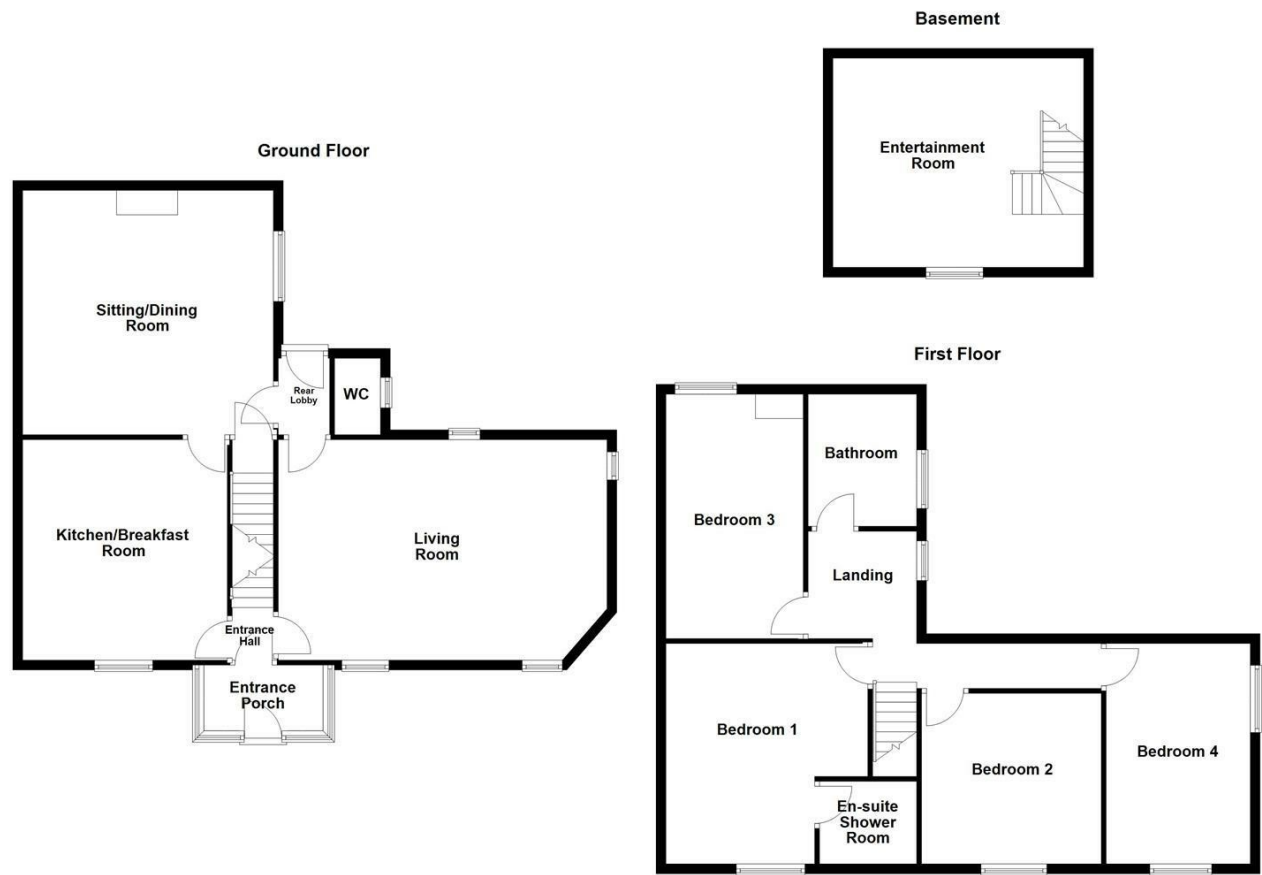 Basement
Entertainment
Room
Ground Floor
Sitting/Dining
Room
Rear
Lobby
WC
Kitchen/Breakfast
Room
Living
Room
Entrance
Hall
Entrance
Porch
First Floor
Bathroom
Bedroom 3
Landing
Bedroom 1
Bedroom 2
Bedroom 4
En-suite
Shower
Room